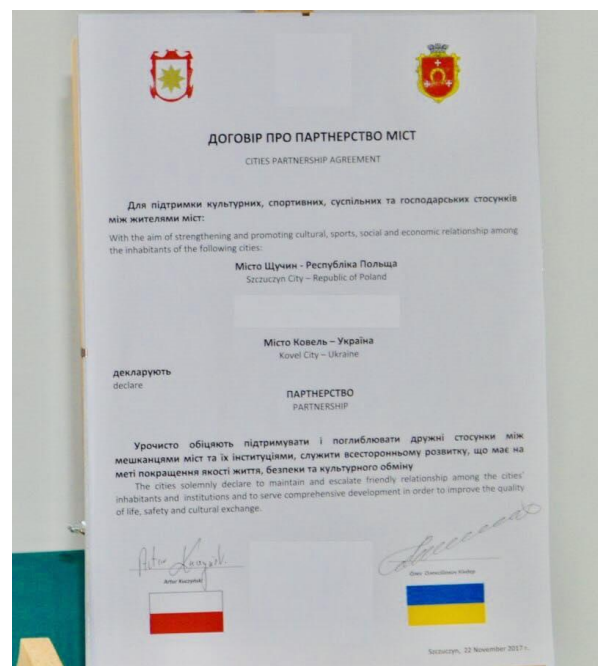 ДОГОВІР ПРО ПАРТНЕРСТВО МІСТ
CITIES PARTNERSHIP AGREEMENT
Для підтримки культурних, спортивних, суспільних та господарських стосунків
між жителями міст:
With the aim of strengthening and promoting cultural, sports, social and economic relationship among
the inhabitants of the following cities:
Місто Щучин - Республіка Польща
Szczuczyn City – Republic of Poland
Місто Ковель – Україна
Kovel City – Ukraine
декларують
declare
ПАРТНЕРСТВО
PARTNERSHIP
Урочисто обіцяють підтримувати і поглиблювати дружні стосунки між
мешканцями міст та їх інституціями, служити всесторонньому розвитку, що має на
меті покращення якості життя, безпеки та культурного обміну
The cities solemnly declare to maintain and escalate friendly relationship among the cities'
inhabitants and institutions and to serve comprehensive development in order to improve the quality
of life, safety and cultural exchange.
Artur Kuczyński
Szczuczyn, 22 November 2017 r.